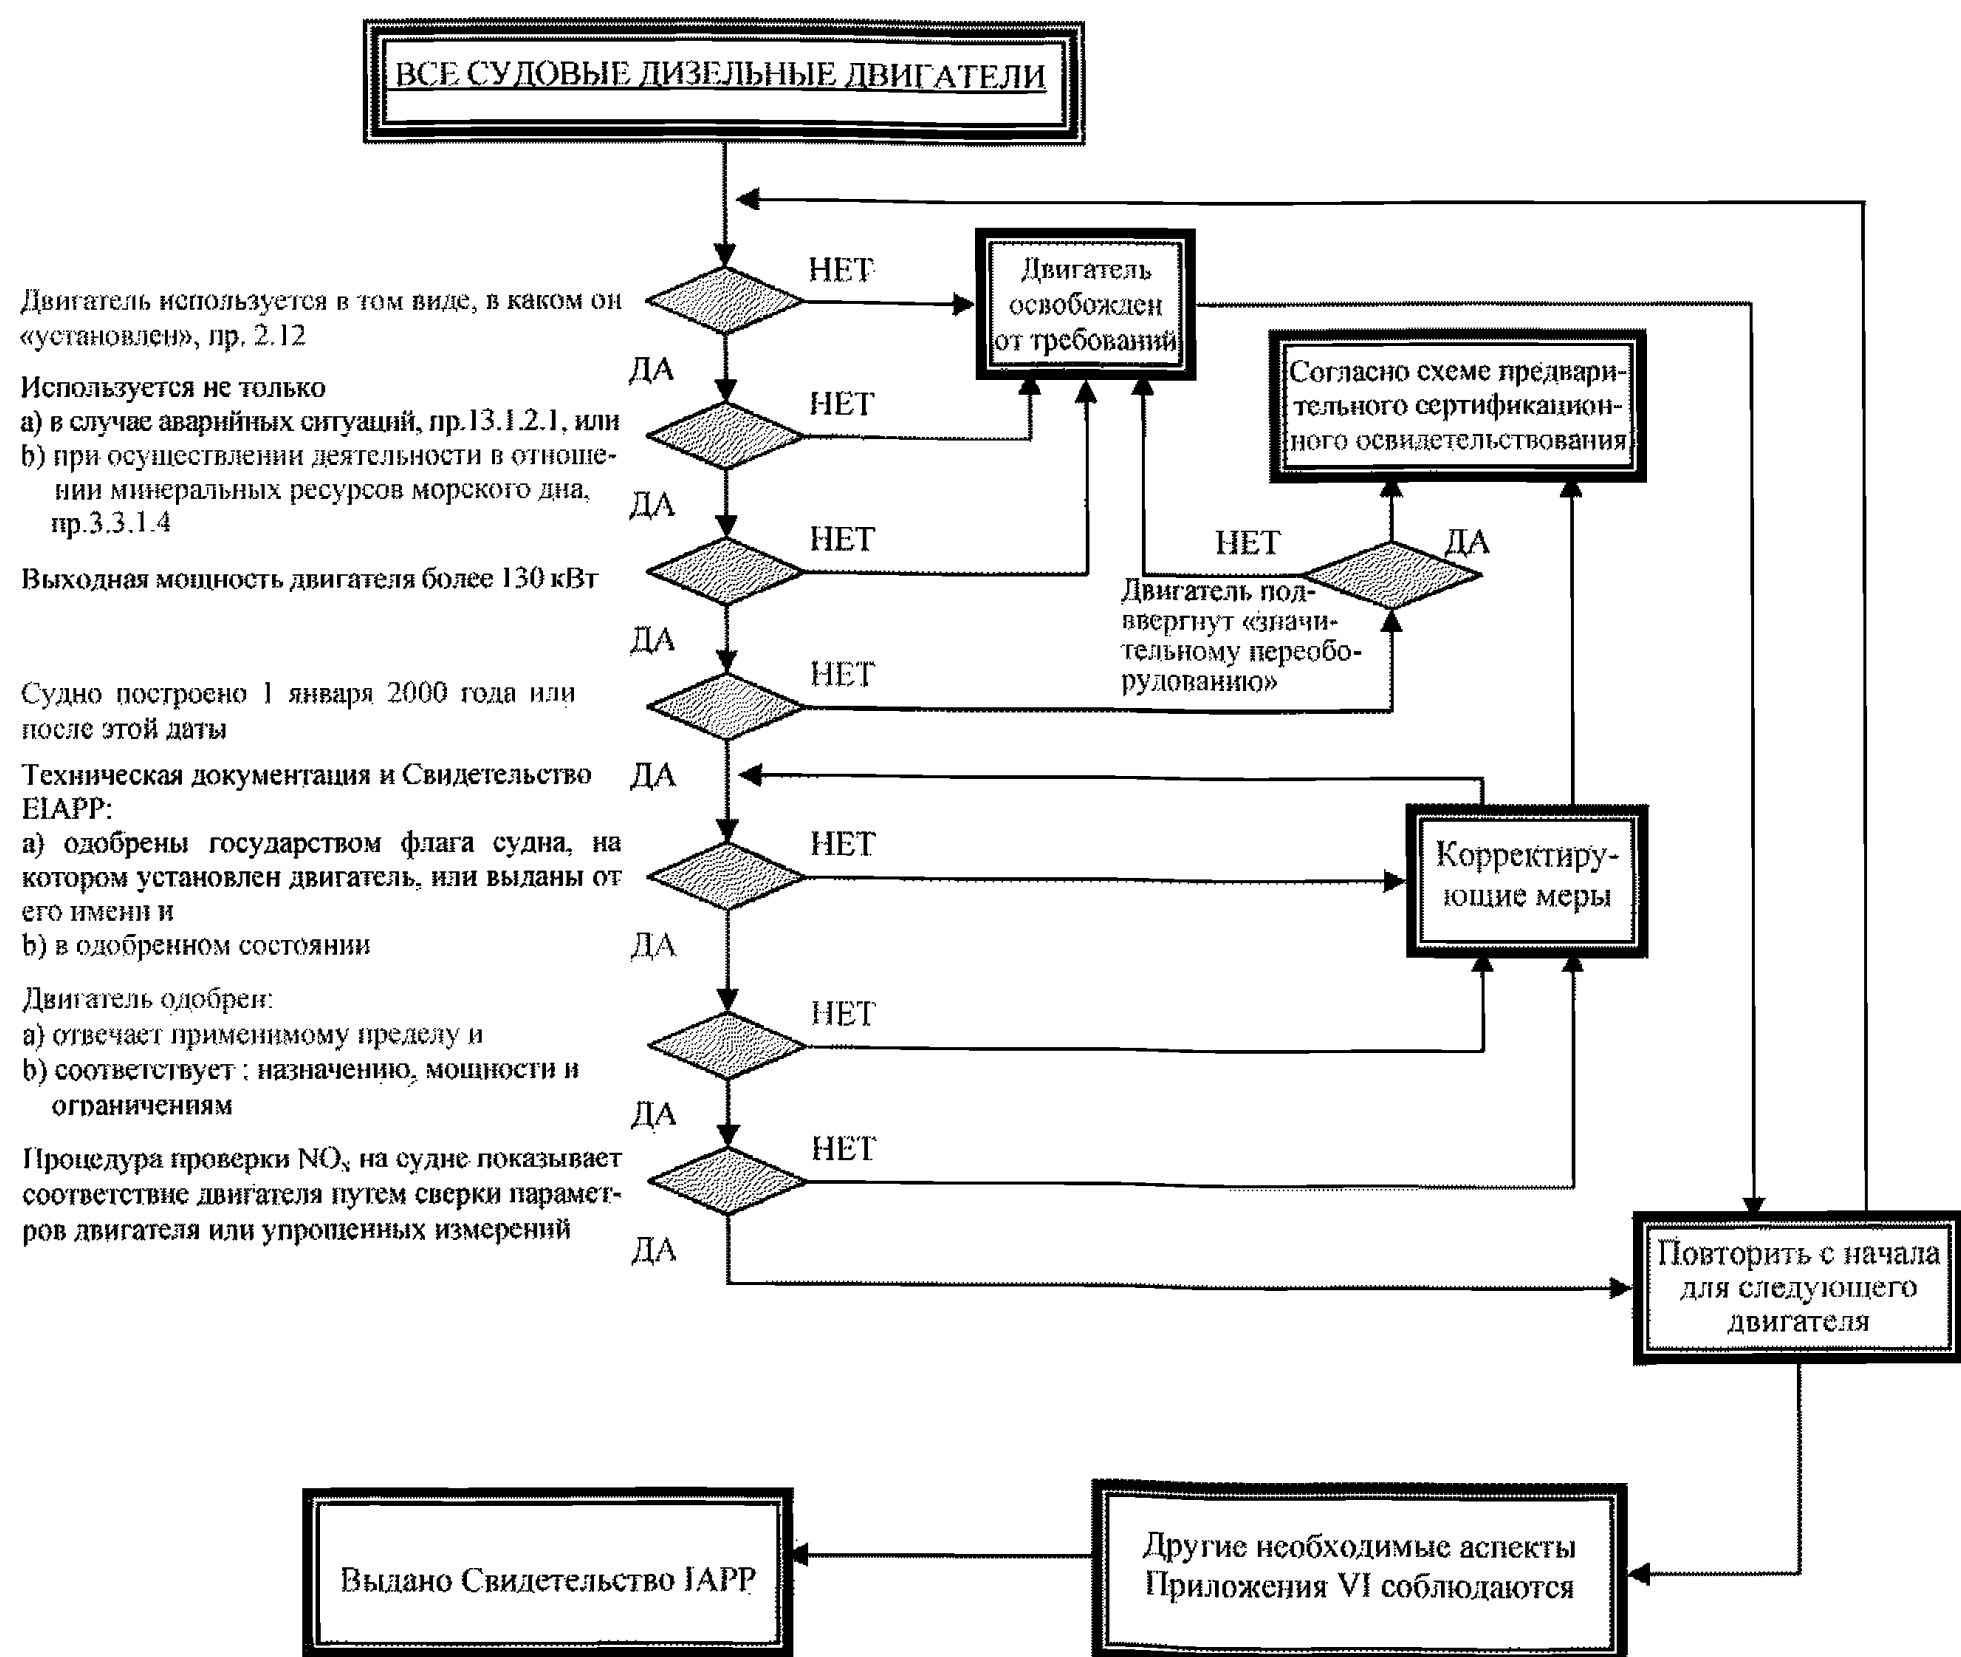 ВСЕ СУДОВЫЕ ДИЗЕЛЬНЫЕ ДВИГАТЕЛИ
Двигатель используется в том виде, в каком он
«установлен», пр. 2.12
НЕТ
Двигатель
освобожден
от требований
ДА
Используется не только
а) в случае аварийных ситуаций, пр.13.1.2.1, или
b) при осуществлении деятельности в отноше-
нии минеральных ресурсов морского дна,
пр.3.3.1.4
НЕТ
Согласно схеме предвари-
тельного сертификацион-
ного освидетельствования
ДА
Выходная мощность двигателя более 130 кВт
НЕТ
НЕТ
ДА
Двигатель под-
ввергнут «значи-
тельному переобо-
рудованию»
ДА
Судно построено 1 января 2000 года или
после этой даты
НЕТ
ДА
Техническая документация и Свидетельство
EIAPP:
а) одобрены государством флага судна, на
котором установлен двигатель, или выданы от
его имени и
b) в одобренном состоянии
НЕТ
Корректиру-
ющие меры
ДА
Двигатель одобрен:
а) отвечает применимому пределу и
b) соответствует : назначению, мощности и
ограничениям
НЕТ
ДА
Процедура проверки NOx на судне показывает
соответствие двигателя путем сверки парамет-
ров двигателя или упрощенных измерений
НЕТ
ДА
Повторить с начала
для следующего
двигателя
Другие необходимые аспекты
Приложения VI соблюдаются
Выдано Свидетельство IAPP